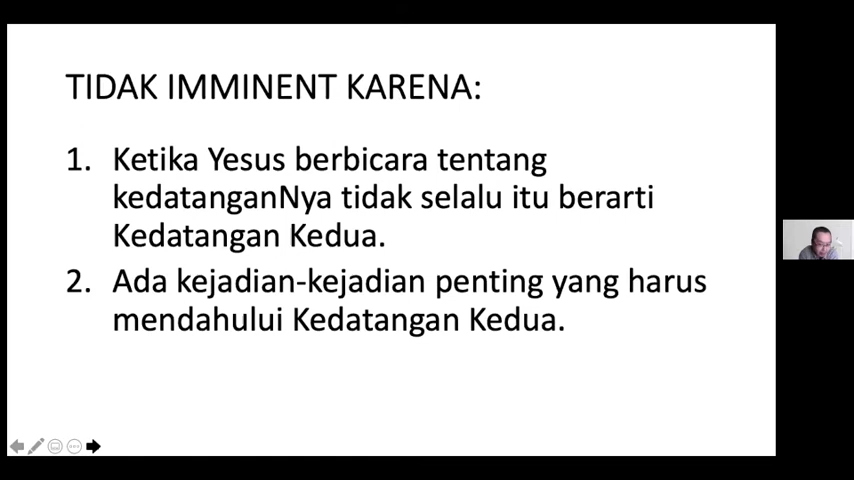 TIDAK IMMINENT KARENA:
1. Ketika Yesus berbicara tentang
kedatanganNya tidak selalu itu berarti
Kedatangan Kedua.
2. Ada kejadian-kejadian penting yang harus
mendahului Kedatangan Kedua.